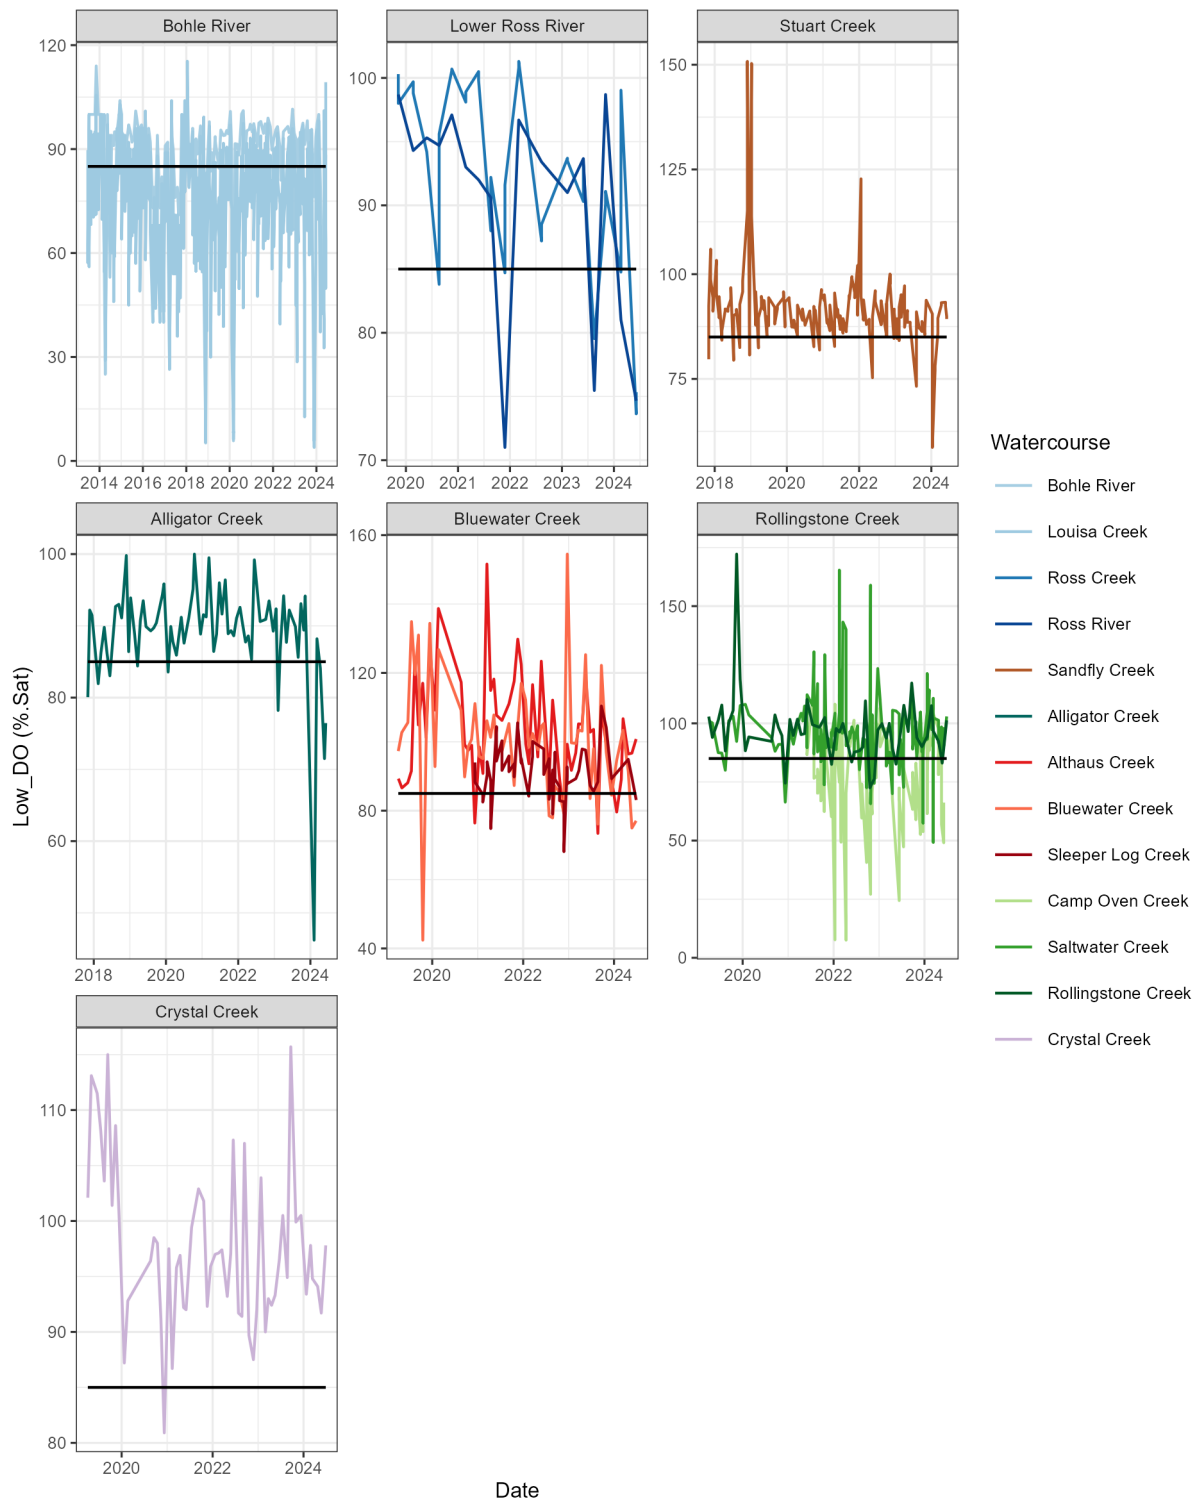 Bohle River
Lower Ross River
Stuart Creek
120
90
60
30
0
2014 2016 2018 2020 2022 2024
100
90
80
70
2020 2021 2022 2023 2024
150
125
100
75
2018 2020 2022 2024
Alligator Creek
Bluewater Creek
Rollingstone Creek
100
80
60
2018 2020 2022 2024
160
120
80
40
2020 2022 2024
150
100
50
0
2020 2022 2024
Crystal Creek
110
100
90
80
2020 2022 2024
Low_DO (%.Sat)
Date
Watercourse
Bohle River
Louisa Creek
Ross Creek
Ross River
Sandfly Creek
Alligator Creek
Althaus Creek
Bluewater Creek
Sleeper Log Creek
Camp Oven Creek
Saltwater Creek
Rollingstone Creek
Crystal Creek